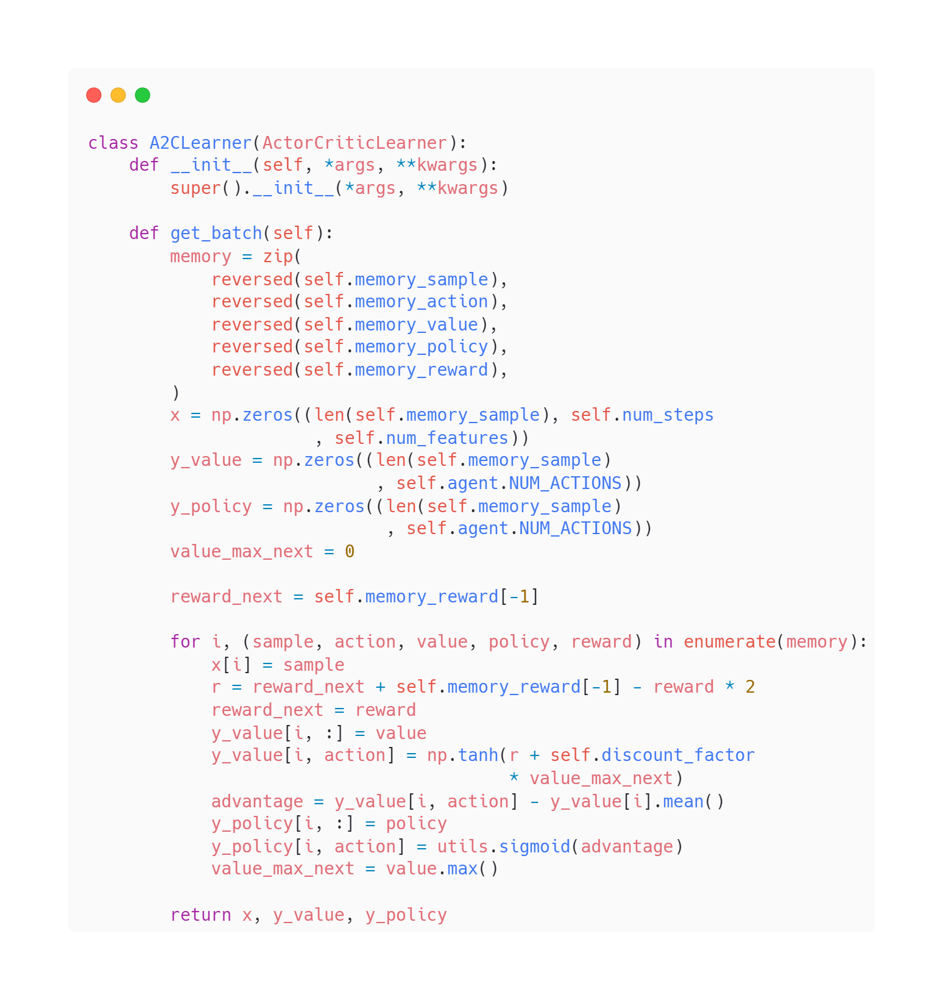 class A2CLearner(ActorCriticLearner):
    def __init__(self, *args, **kwargs):
        super().__init__(*args, **kwargs)

    def get_batch(self):
        memory = zip(
            reversed(self.memory_sample),
            reversed(self.memory_action),
            reversed(self.memory_value),
            reversed(self.memory_policy),
            reversed(self.memory_reward),
        )
        x = np.zeros((len(self.memory_sample), self.num_steps
                      , self.num_features))
        y_value = np.zeros((len(self.memory_sample)
                            , self.agent.NUM_ACTIONS))
        y_policy = np.zeros((len(self.memory_sample)
                             , self.agent.NUM_ACTIONS))
        value_max_next = 0

        reward_next = self.memory_reward[-1]

        for i, (sample, action, value, policy, reward) in enumerate(memory):
            x[i] = sample
            r = reward_next + self.memory_reward[-1] - reward * 2
            reward_next = reward
            y_value[i, :] = value
            y_value[i, action] = np.tanh(r + self.discount_factor
                                         * value_max_next)
            advantage = y_value[i, action] - y_value[i].mean()
            y_policy[i, :] = policy
            y_policy[i, action] = utils.sigmoid(advantage)
            value_max_next = value.max()

        return x, y_value, y_policy